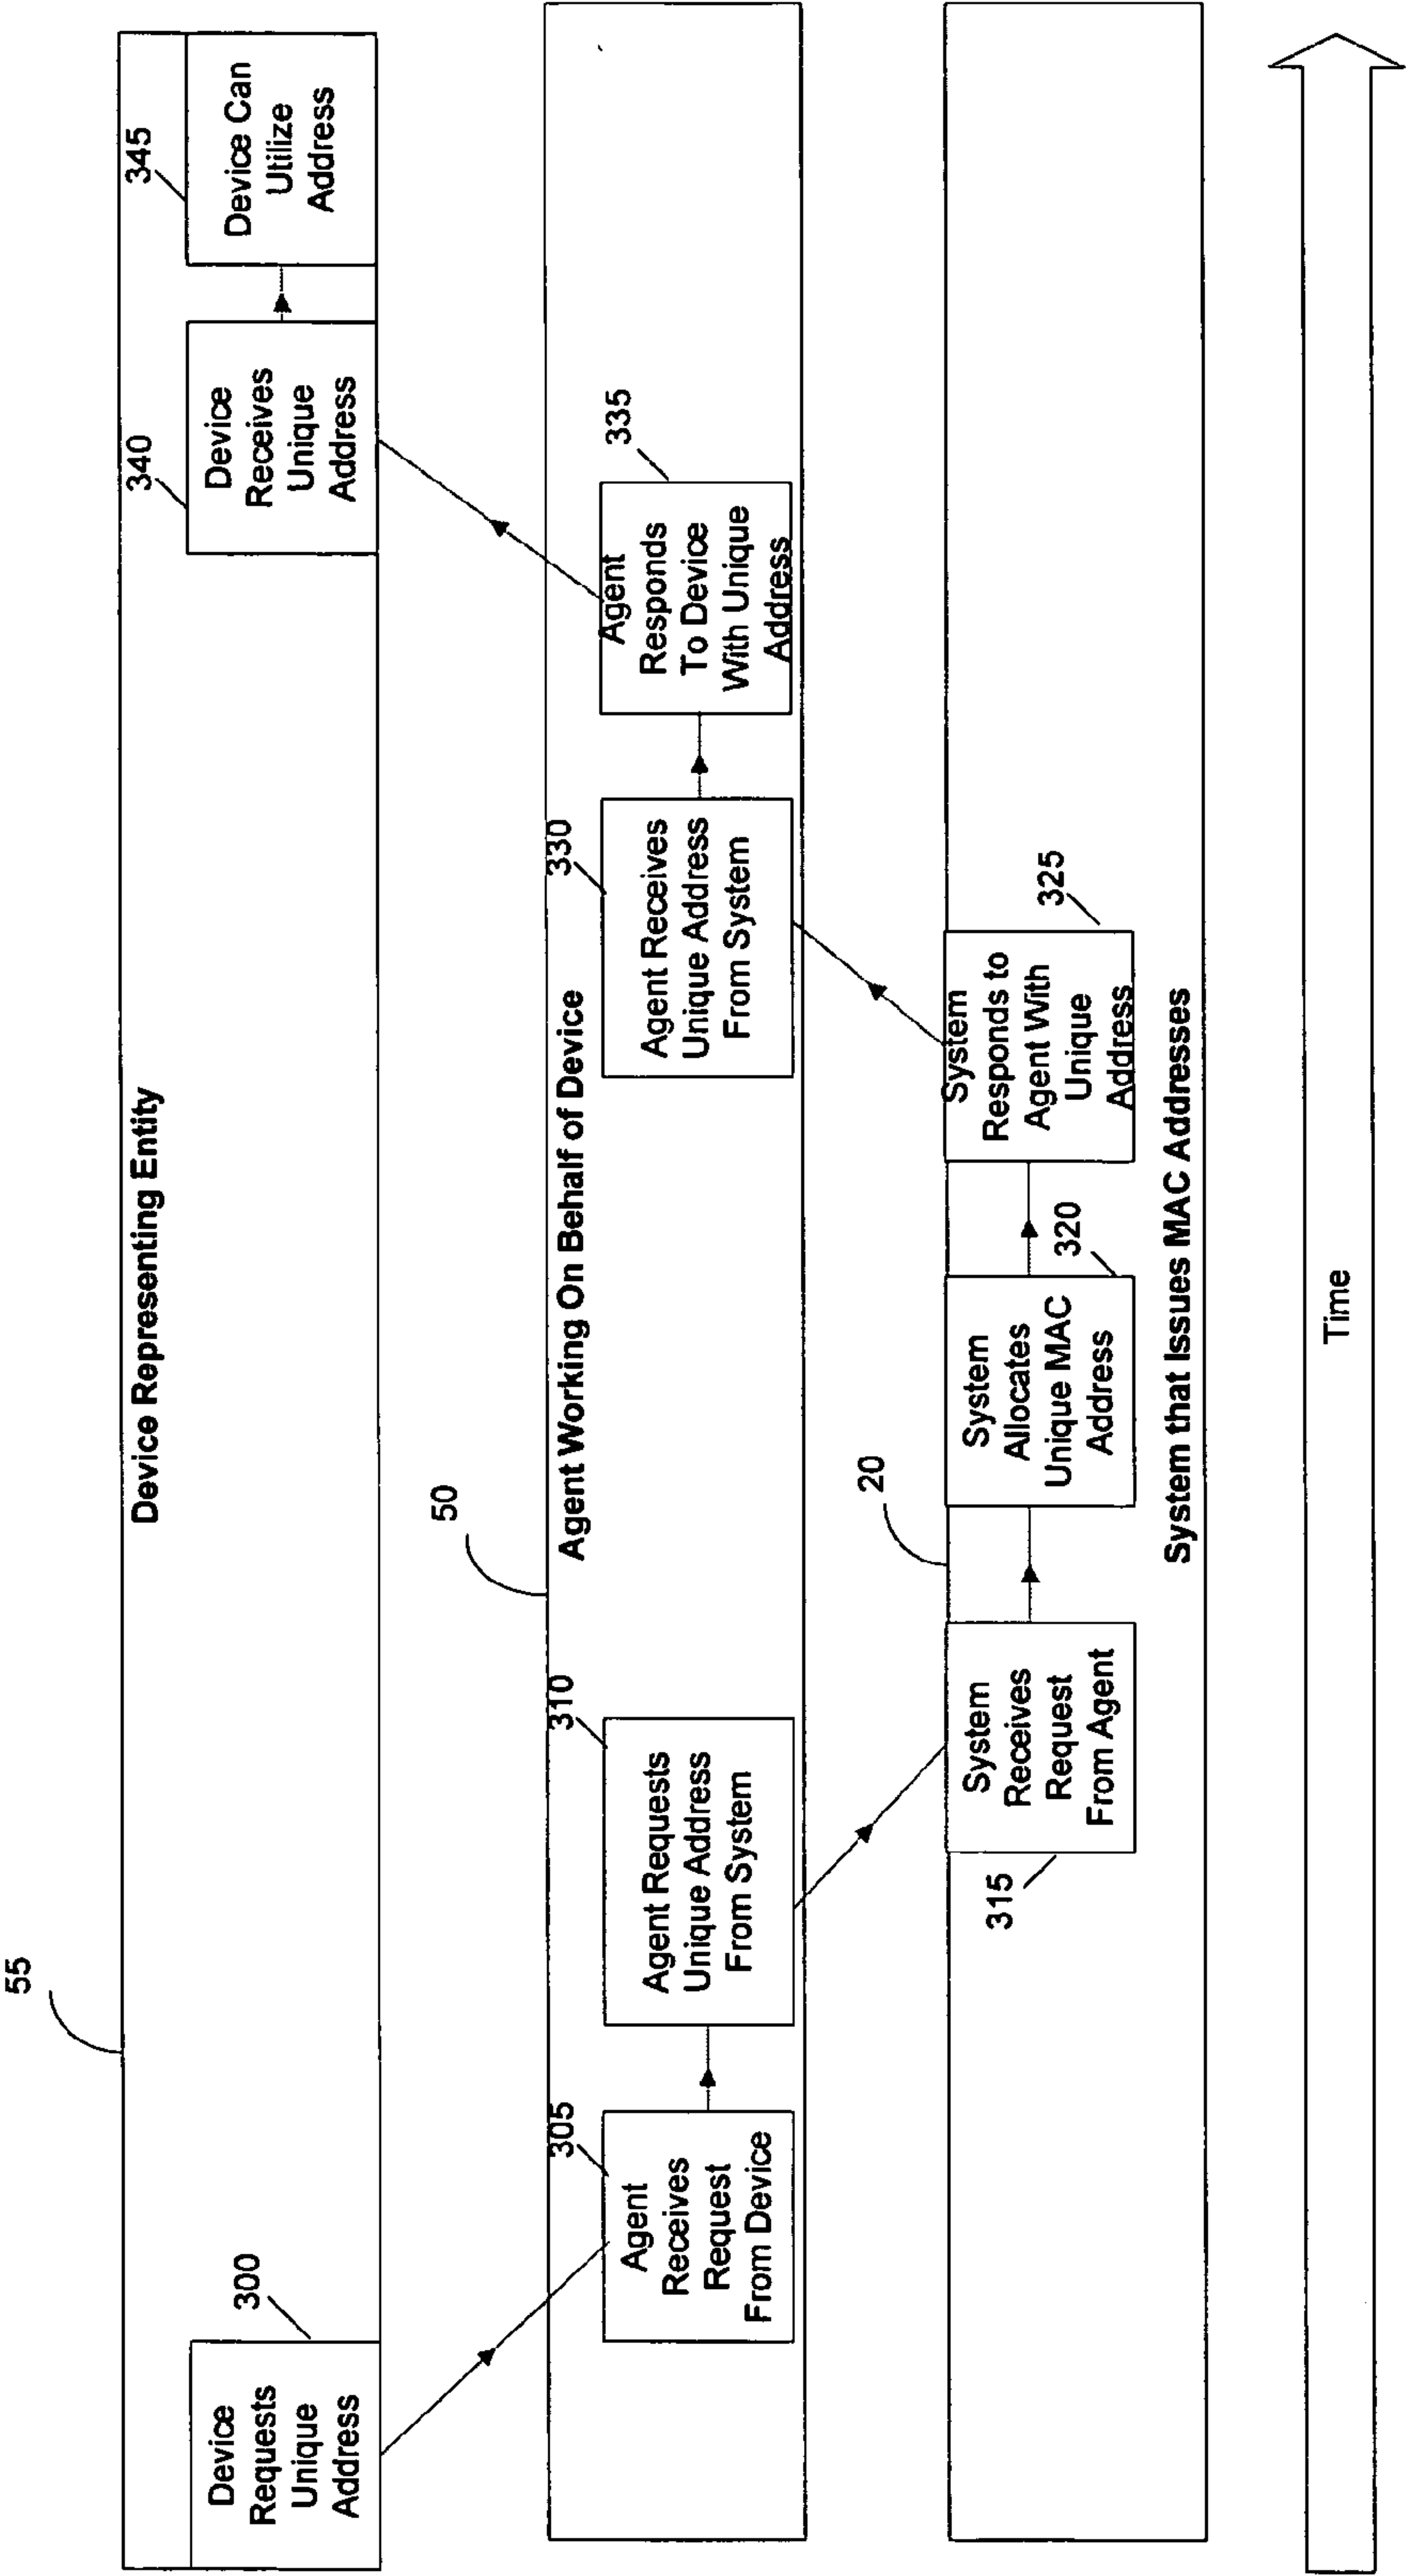 55
Device Representing Entity
300
Device
Requests
Unique
Address
340
Device
Receives
Unique
Address
345
Device Can
Utilize
Address
50
Agent Working On Behalf of Device
305
Agent
Receives
Request
From Device
310
Agent Requests
Unique Address
From System
330
Agent Receives
Unique Address
From System
335
Agent
Responds
To Device
With Unique
Address
20
315
System
Receives
Request
From Agent
320
System
Allocates
Unique MAC
Address
325
System
Responds to
Agent With
Unique
Address
System that Issues MAC Addresses
Time